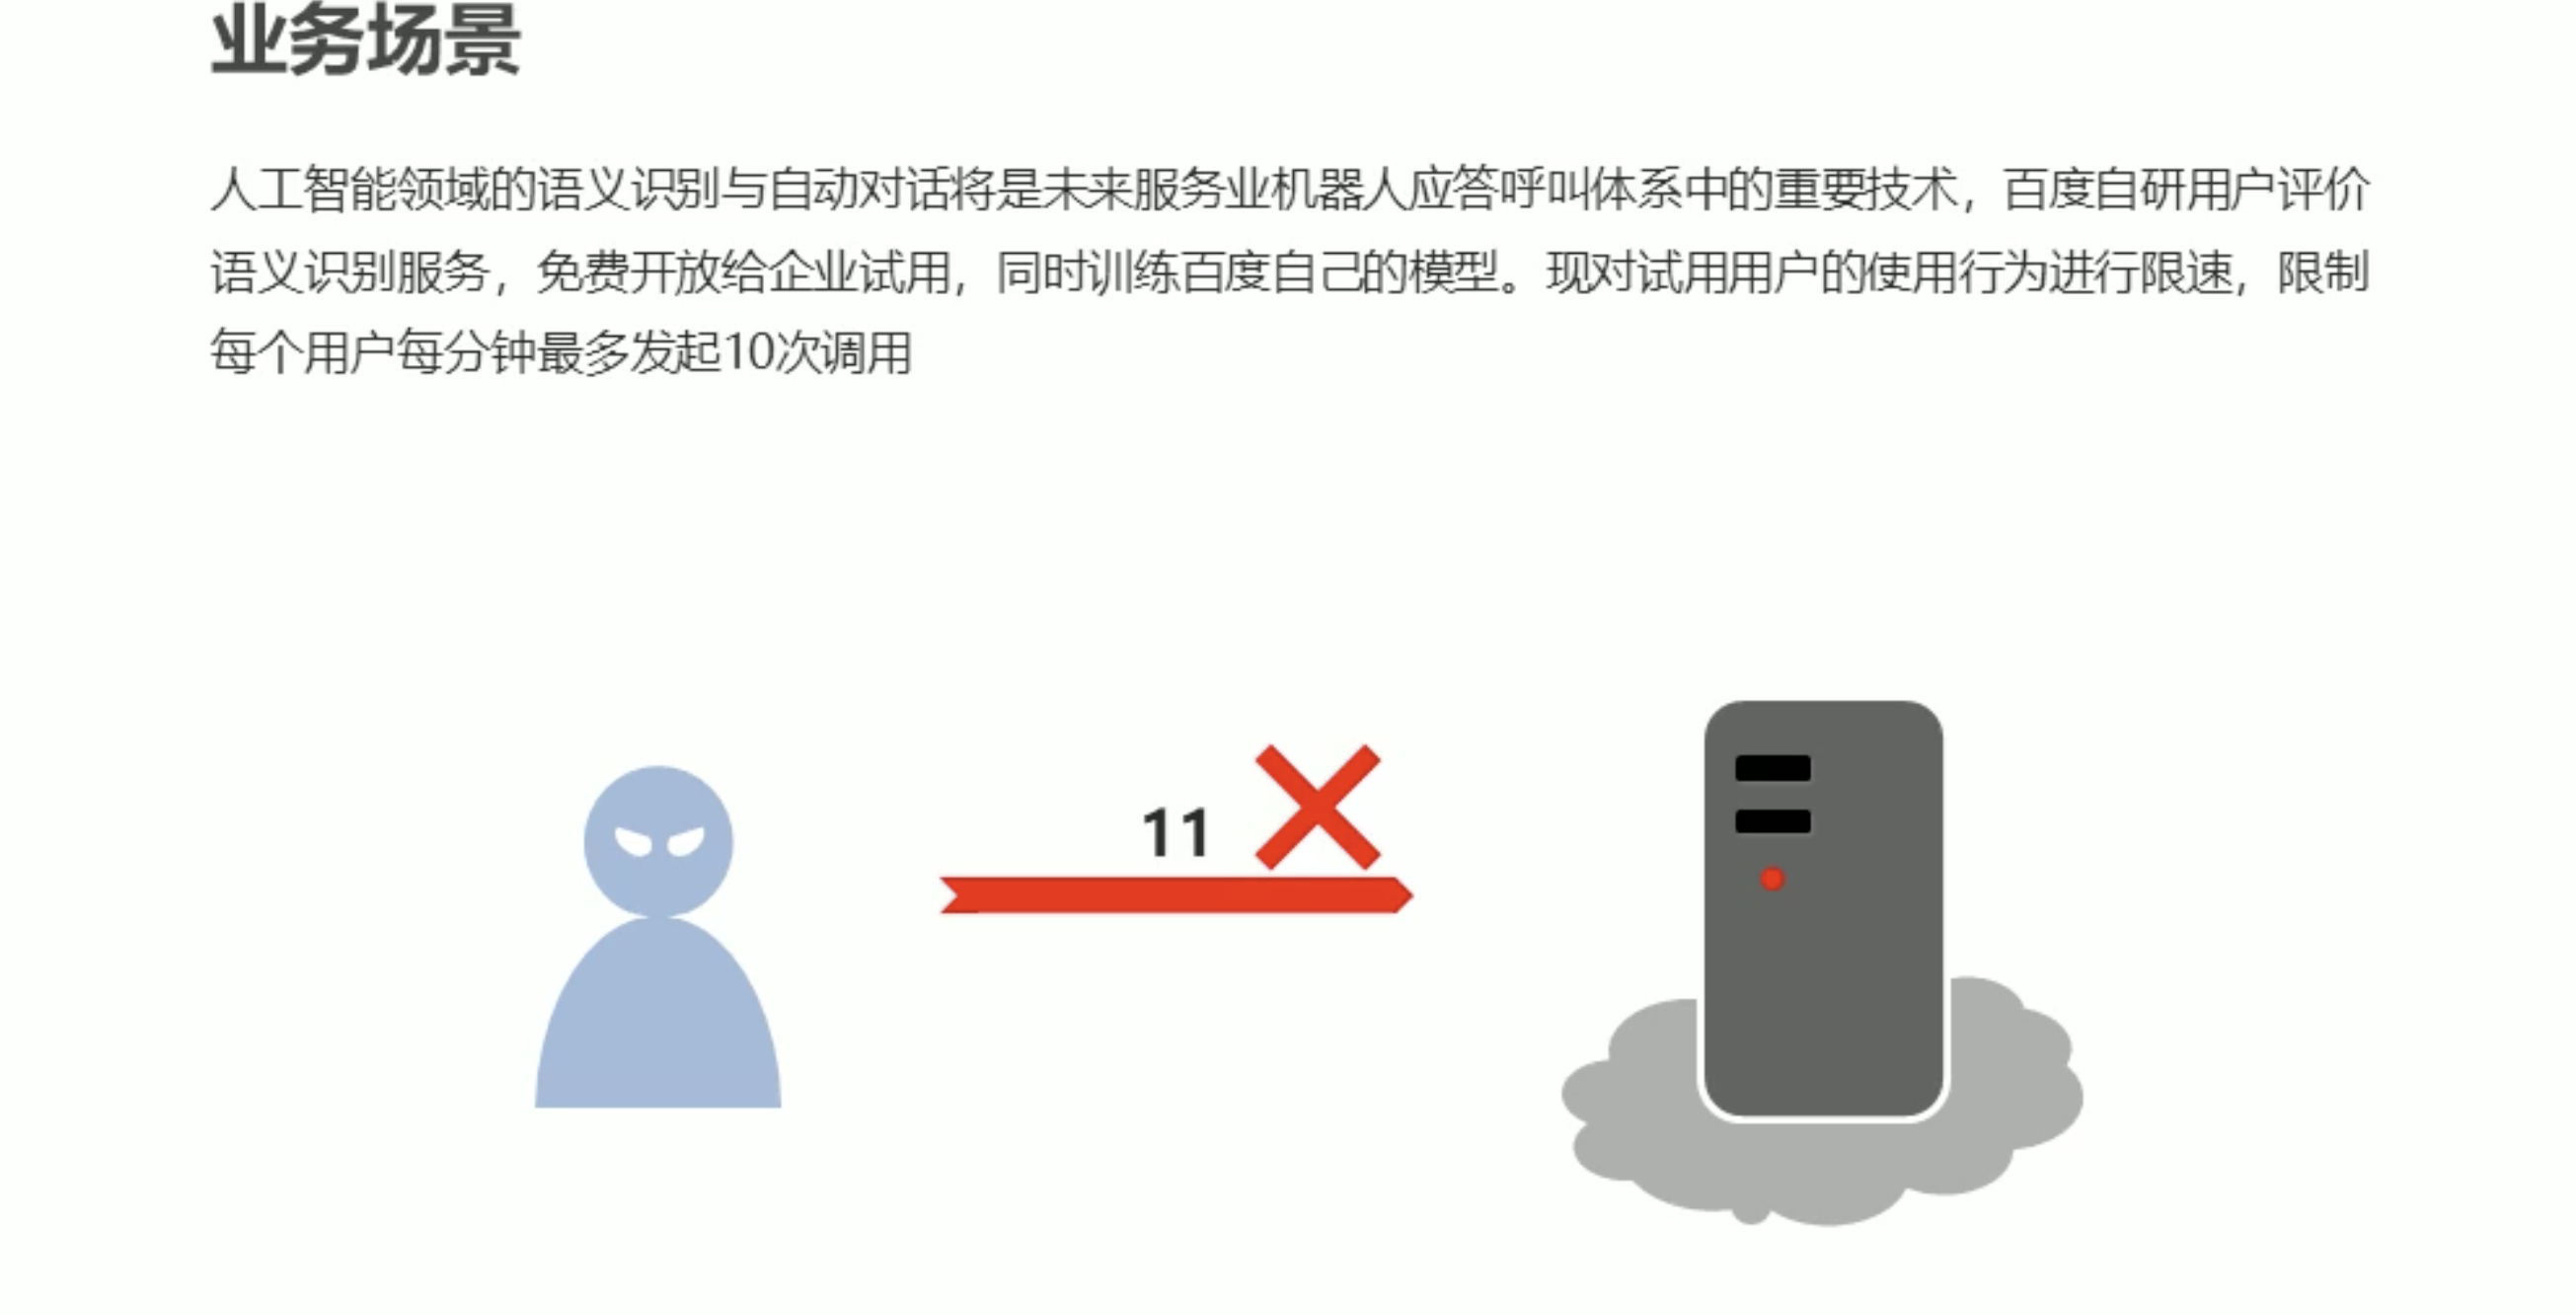 业务场景
人工智能领域的语义识别与自动对话将是未来服务业机器人应答呼叫体系中的重要技术，百度自研用户评价
语义识别服务，免费开放给企业试用，同时训练百度自己的模型。现对试用用户的使用行为进行限速，限制
每个用户每分钟最多发起10次调用
11